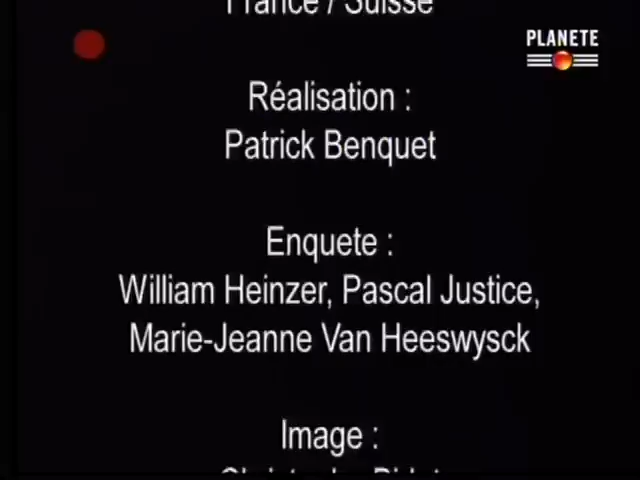 France / Suisse
PLANETE
Réalisation :
Patrick Benquet
Enquete :
William Heinzer, Pascal Justice,
Marie-Jeanne Van Heeswysck
Image :